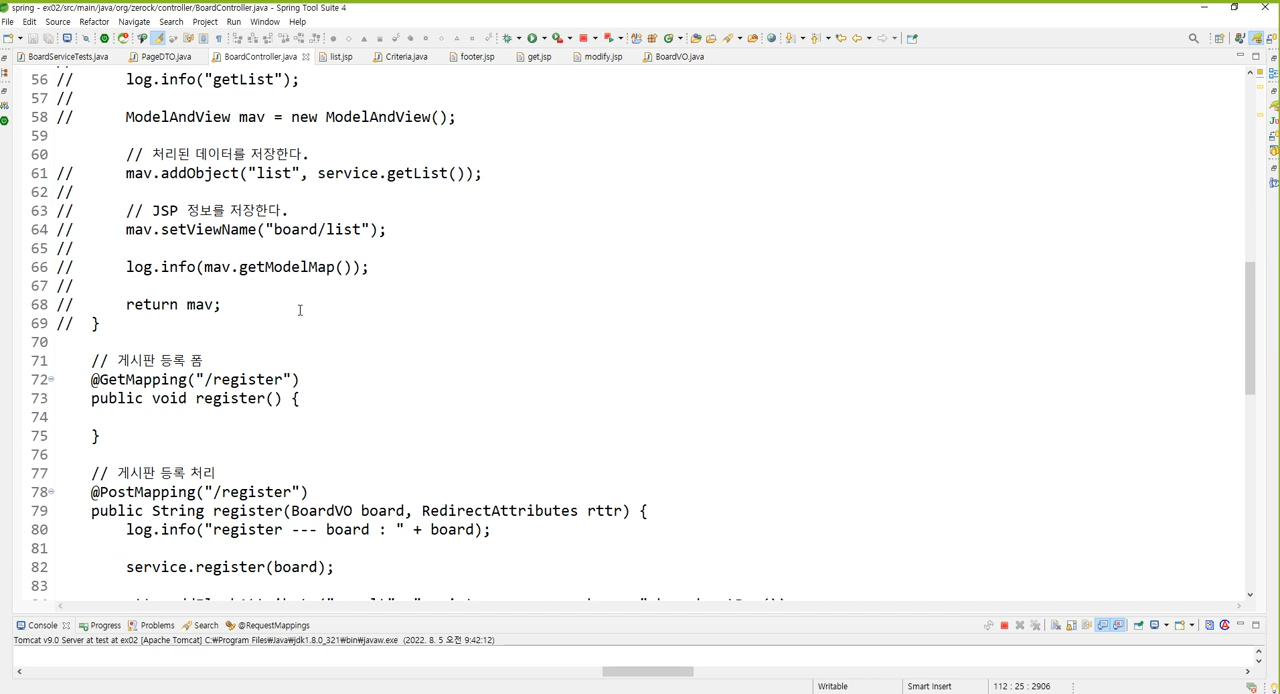 spring - ex02/src/main/java/org/zerock/controller/BoardController.java - Spring Tool Suite 4
File Edit Source Refactor Navigate Search Project Run Window Help
BoardServiceTests.java PageDTO.java BoardController.java list.jsp Criteria.java footer.jsp get.jsp modify.jsp BoardVO.java
56 // log.info("getList");
57 //
58 // ModelAndView mav = new ModelAndView();
59
60 // 처리된 데이터를 저장한다.
61 // mav.addObject("list", service.getList());
62 //
63 // // JSP 정보를 저장한다.
64 // mav.setViewName("board/list");
65 //
66 // log.info(mav.getModelMap());
67 //
68 // return mav;
69 // }
70
71 // 게시판 등록 폼
72 @GetMapping("/register")
73 public void register() {
74
75 }
76
77 // 게시판 등록 처리
78 @PostMapping("/register")
79 public String register(BoardVO board, RedirectAttributes rttr) {
80 log.info("register --- board : " + board);
81
82 service.register(board);
83
Console Progress Problems Search @RequestMappings
Tomcat v9.0 Server at test at ex02 [Apache Tomcat] C:₩Program Files₩Java₩jdk1.8.0_321₩bin₩javaw.exe (2022. 8. 5 오전 9:42:12)
Writable Smart Insert 112 : 25 : 2906